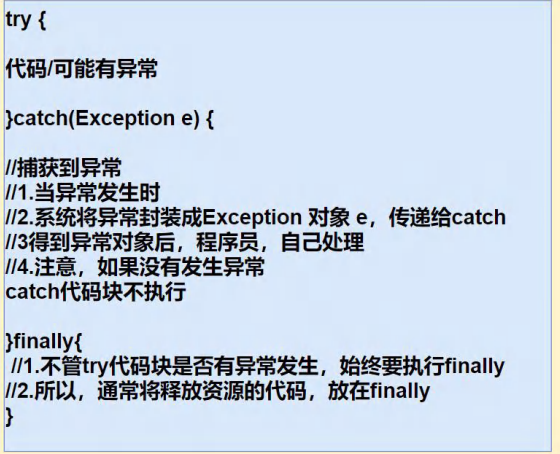 try {
代码/可能有异常
}catch(Exception e) {
//捕获到异常
//1.当异常发生时
//2.系统将异常封装成Exception 对象 e，传递给catch
//3得到异常对象后，程序员，自己处理
//4.注意，如果没有发生异常
catch代码块不执行
}finally{
//1.不管try代码块是否有异常发生，始终要执行finally
//2.所以，通常将释放资源的代码，放在finally
}